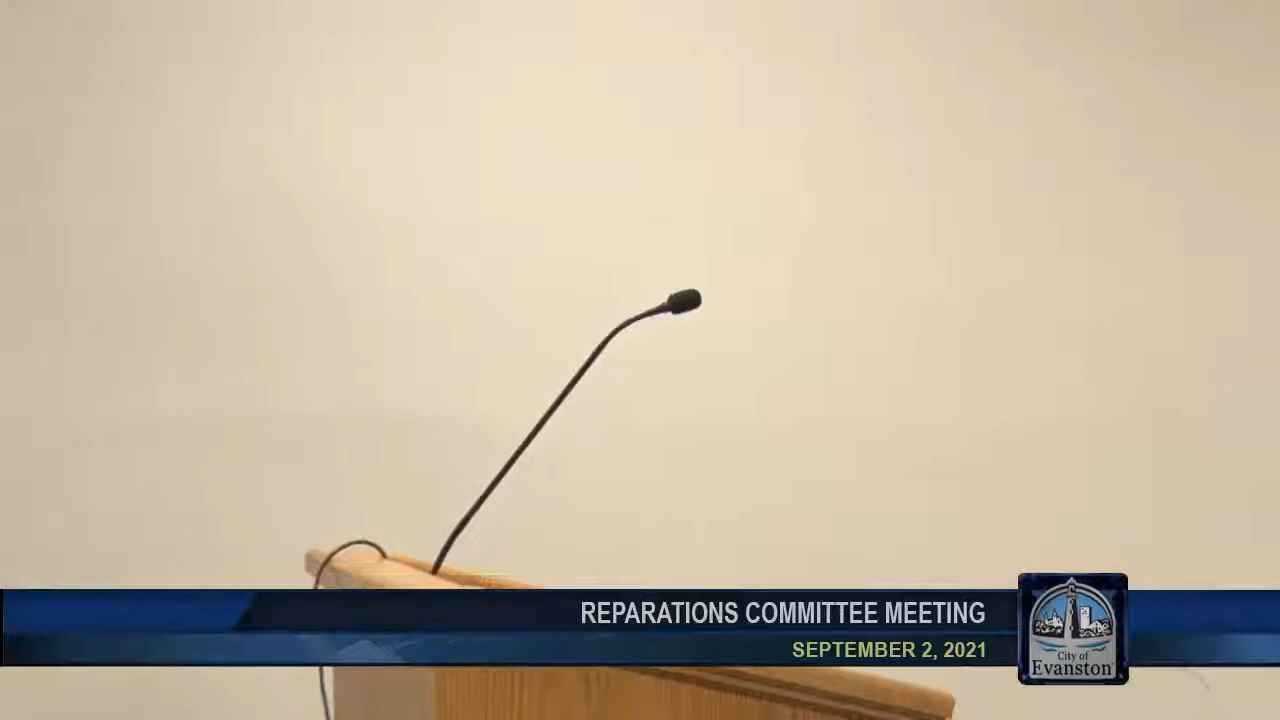 REPARATIONS COMMITTEE MEETING
SEPTEMBER 2, 2021
City of
Evanston